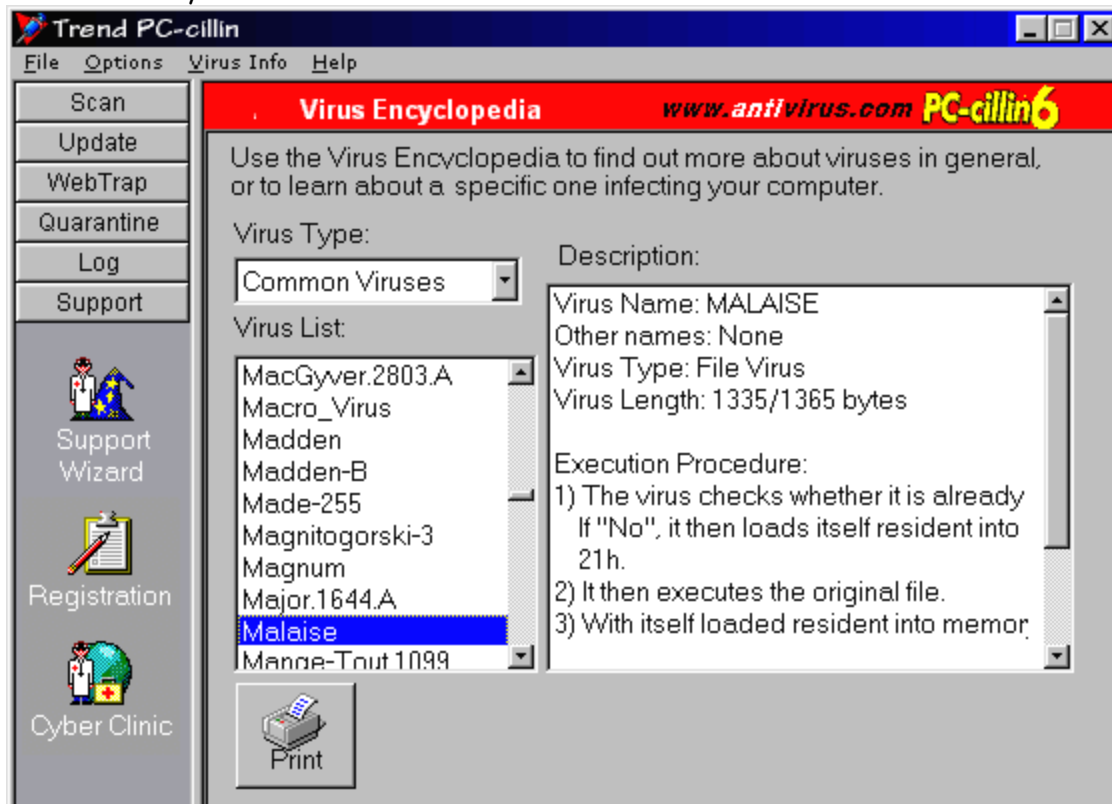 Trend PC-cillin
File Options Virus Info Help
Scan
Update
WebTrap
Quarantine
Log
Support
Support
Wizard
Registration
Cyber Clinic
Virus Encyclopedia www.antivirus.com PC-cillin6
Use the Virus Encyclopedia to find out more about viruses in general,
or to learn about a specific one infecting your computer.
Virus Type:
Common Viruses
Virus List:
MacGyver.2803.A
Macro_Virus
Madden
Madden-B
Made-255
Magnitogorski-3
Magnum
Major.1644.A
Malaise
Mange-Tout.1099
Print
Description:
Virus Name: MALAISE
Other names: None
Virus Type: File Virus
Virus Length: 1335/1365 bytes
Execution Procedure:
1) The virus checks whether it is already
If "No", it then loads itself resident into
21h.
2) It then executes the original file.
3) With itself loaded resident into memor